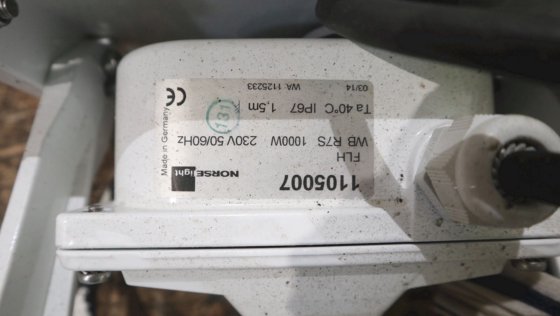 1105007
NORSElight
FLH
WB R7S 1000W 230V 50/60Hz
Ta 40°C IP67 1,5m
131
WA 1125233
03/14
CE
Made in Germany